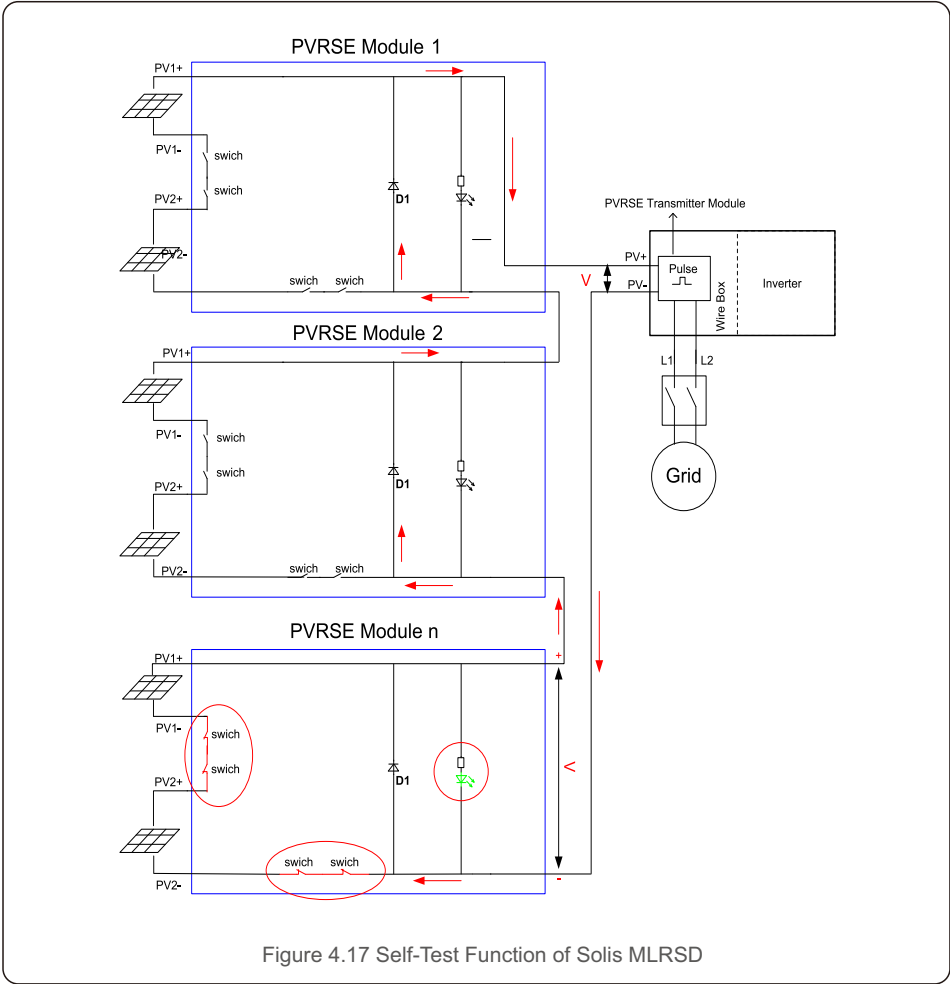 PVRSE Module 1
PV1+
PV1-
swich
swich
PV2+
D1
PV2-
swich swich
PVRSE Transmitter Module
PV+
PV-
V
Pulse
Wire Box
Inverter
L1 L2
Grid
PVRSE Module 2
PV1+
PV1-
swich
swich
PV2+
D1
PV2-
swich swich
PVRSE Module n
PV1+
+
PV1-
swich
swich
PV2+
D1
V
swich swich
PV2-
-
Figure 4.17 Self-Test Function of Solis MLRSD